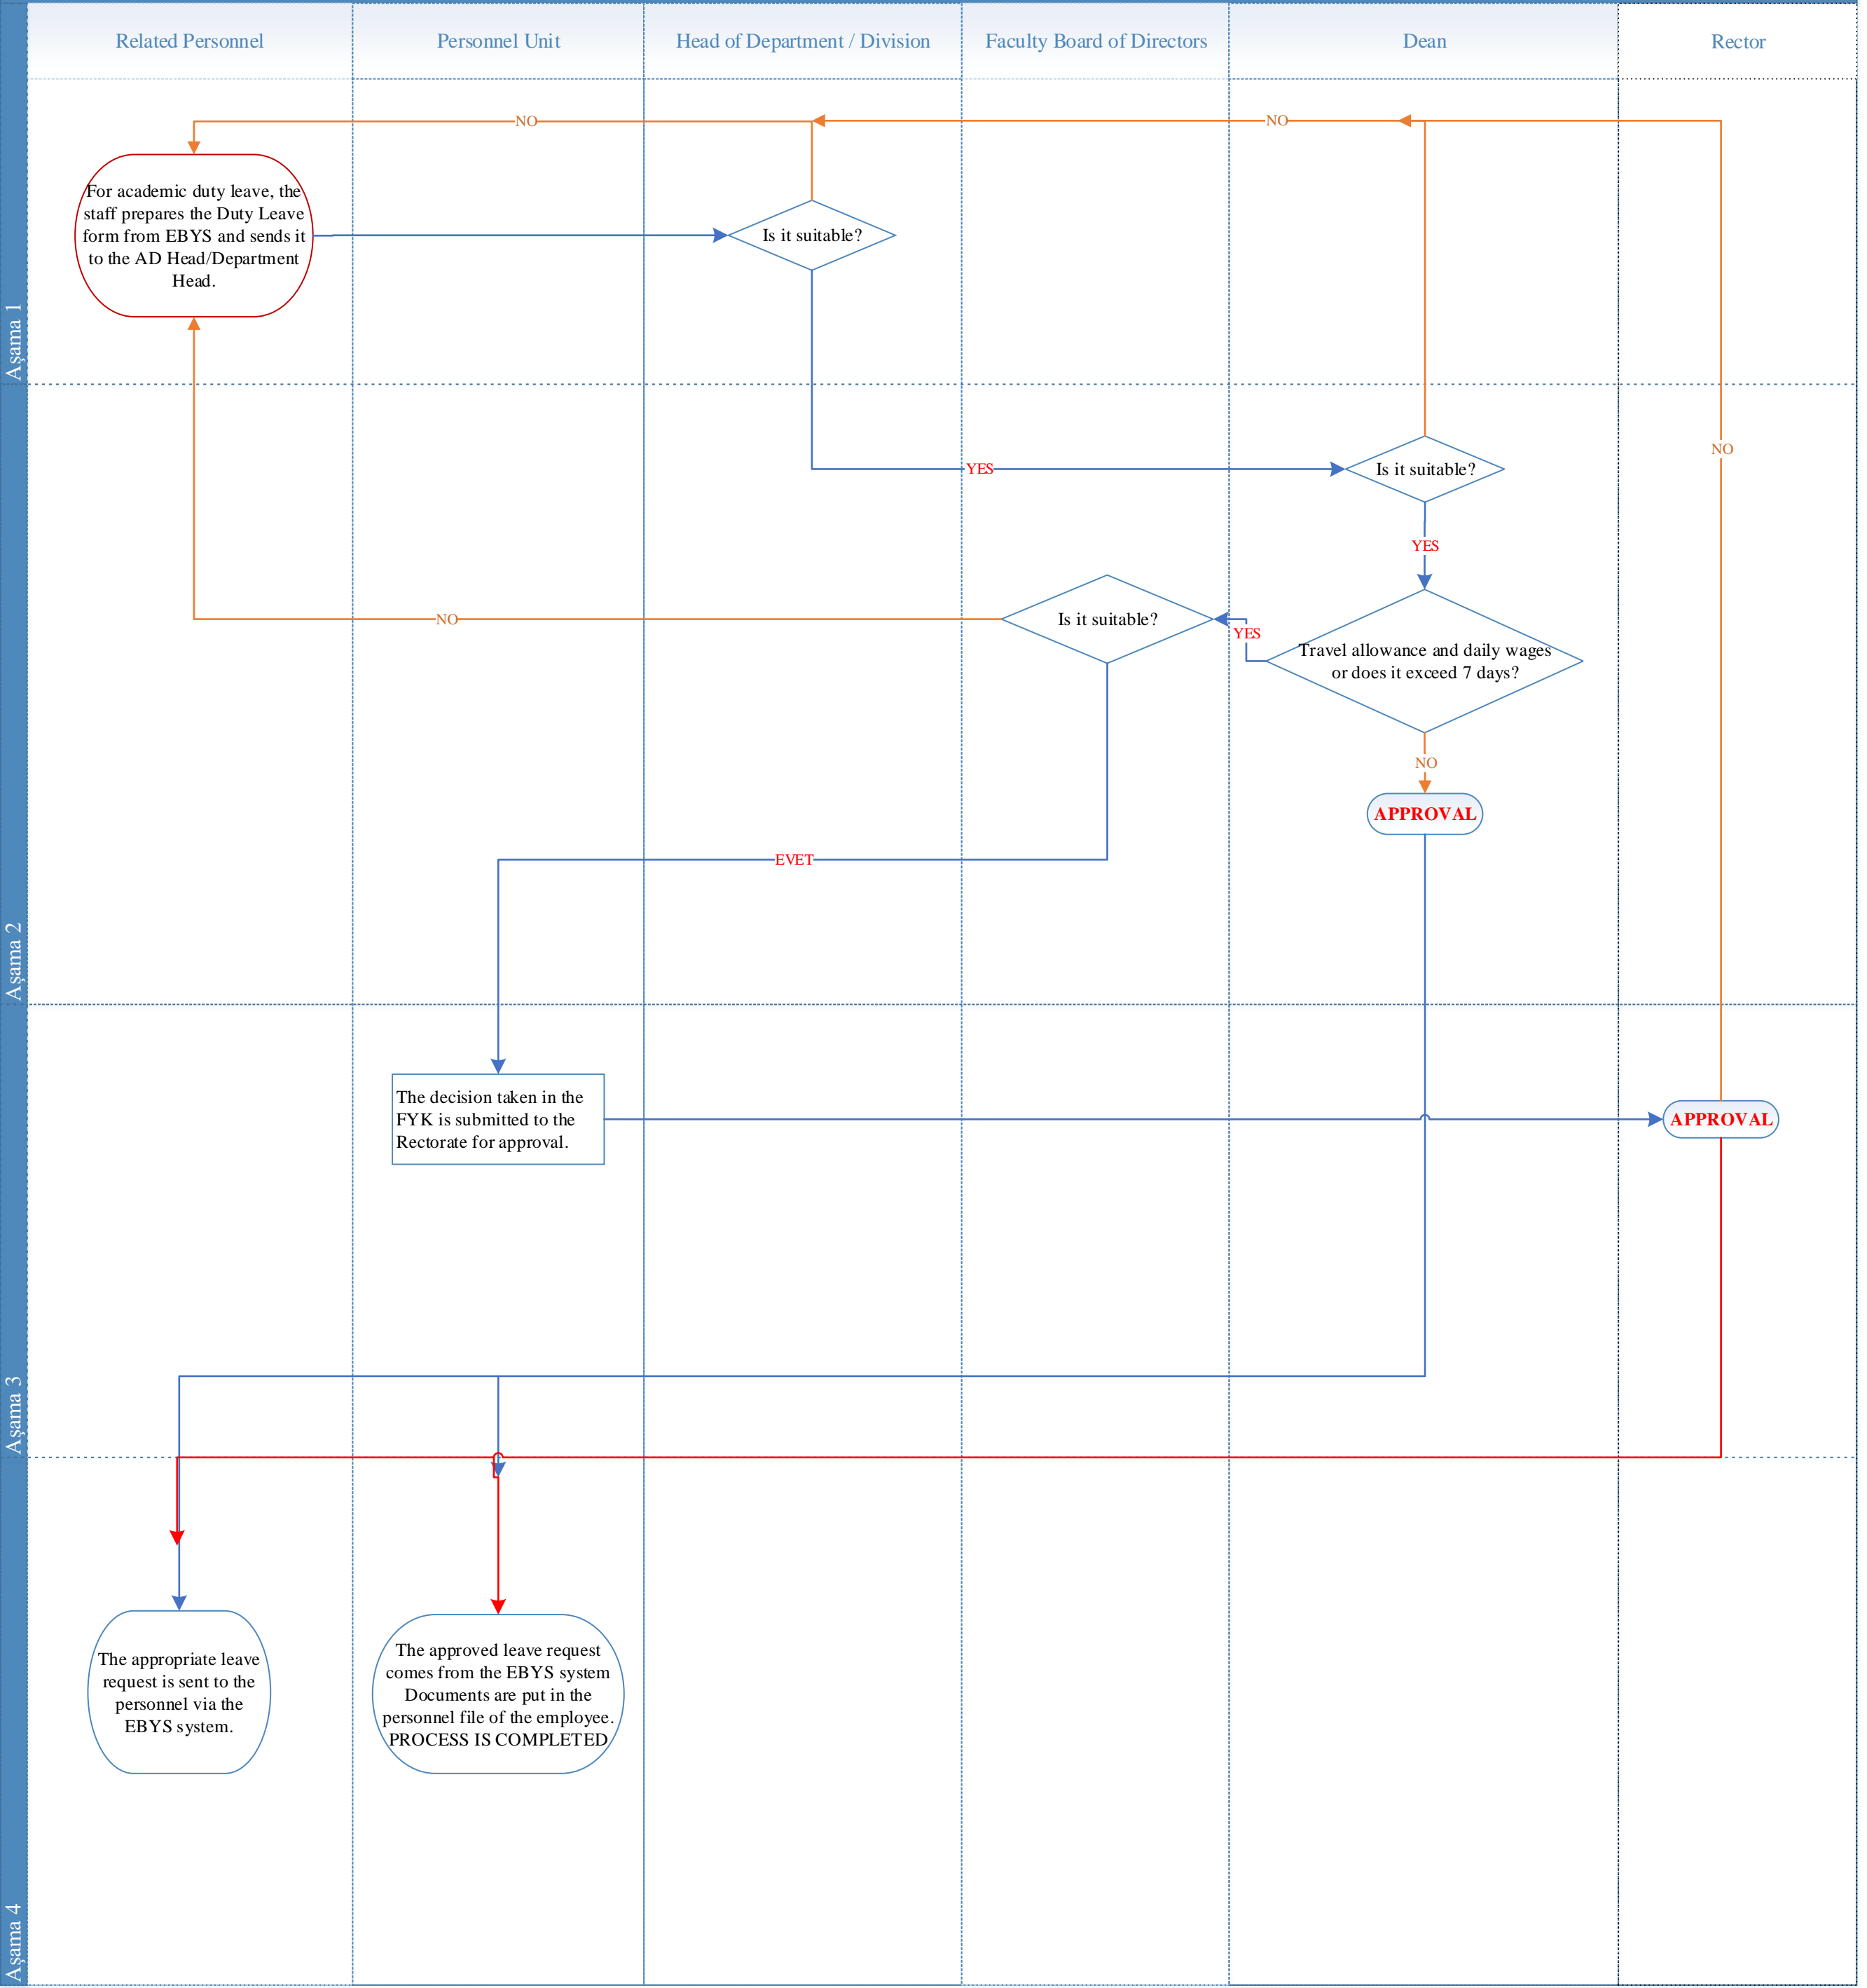 Related Personnel
Personnel Unit
Head of Department / Division
Faculty Board of Directors
Dean
Rector
Aşama 1
NO
NO
For academic duty leave, the
staff prepares the Duty Leave
form from EBYS and sends it
to the AD Head/Department
Head.
Is it suitable?
Aşama 2
NO
YES
Is it suitable?
YES
NO
Is it suitable?
YES
Travel allowance and daily wages
or does it exceed 7 days?
NO
APPROVAL
EVET
Aşama 3
The decision taken in the
FYK is submitted to the
Rectorate for approval.
APPROVAL
Aşama 4
The appropriate leave
request is sent to the
personnel via the
EBYS system.
The approved leave request
comes from the EBYS system
Documents are put in the
personnel file of the employee.
PROCESS IS COMPLETED